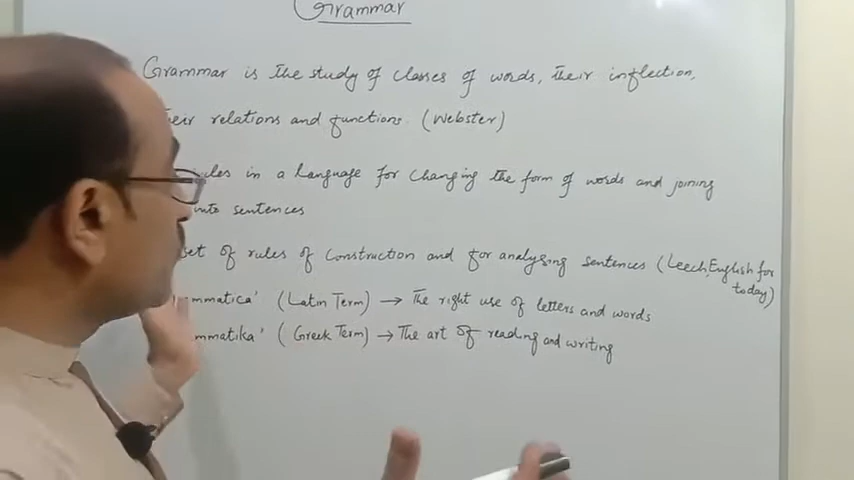 Grammar
Grammar is the study of classes of words, their inflection,
their relations and functions. (Webster)
rules in a language for changing the form of words and joining
into sentences
set of rules of construction and for analysing sentences (Leech, English for
today)
mmatica' (Latin Term) → The right use of letters and words
mmatika' (Greek Term) → The art of reading and writing